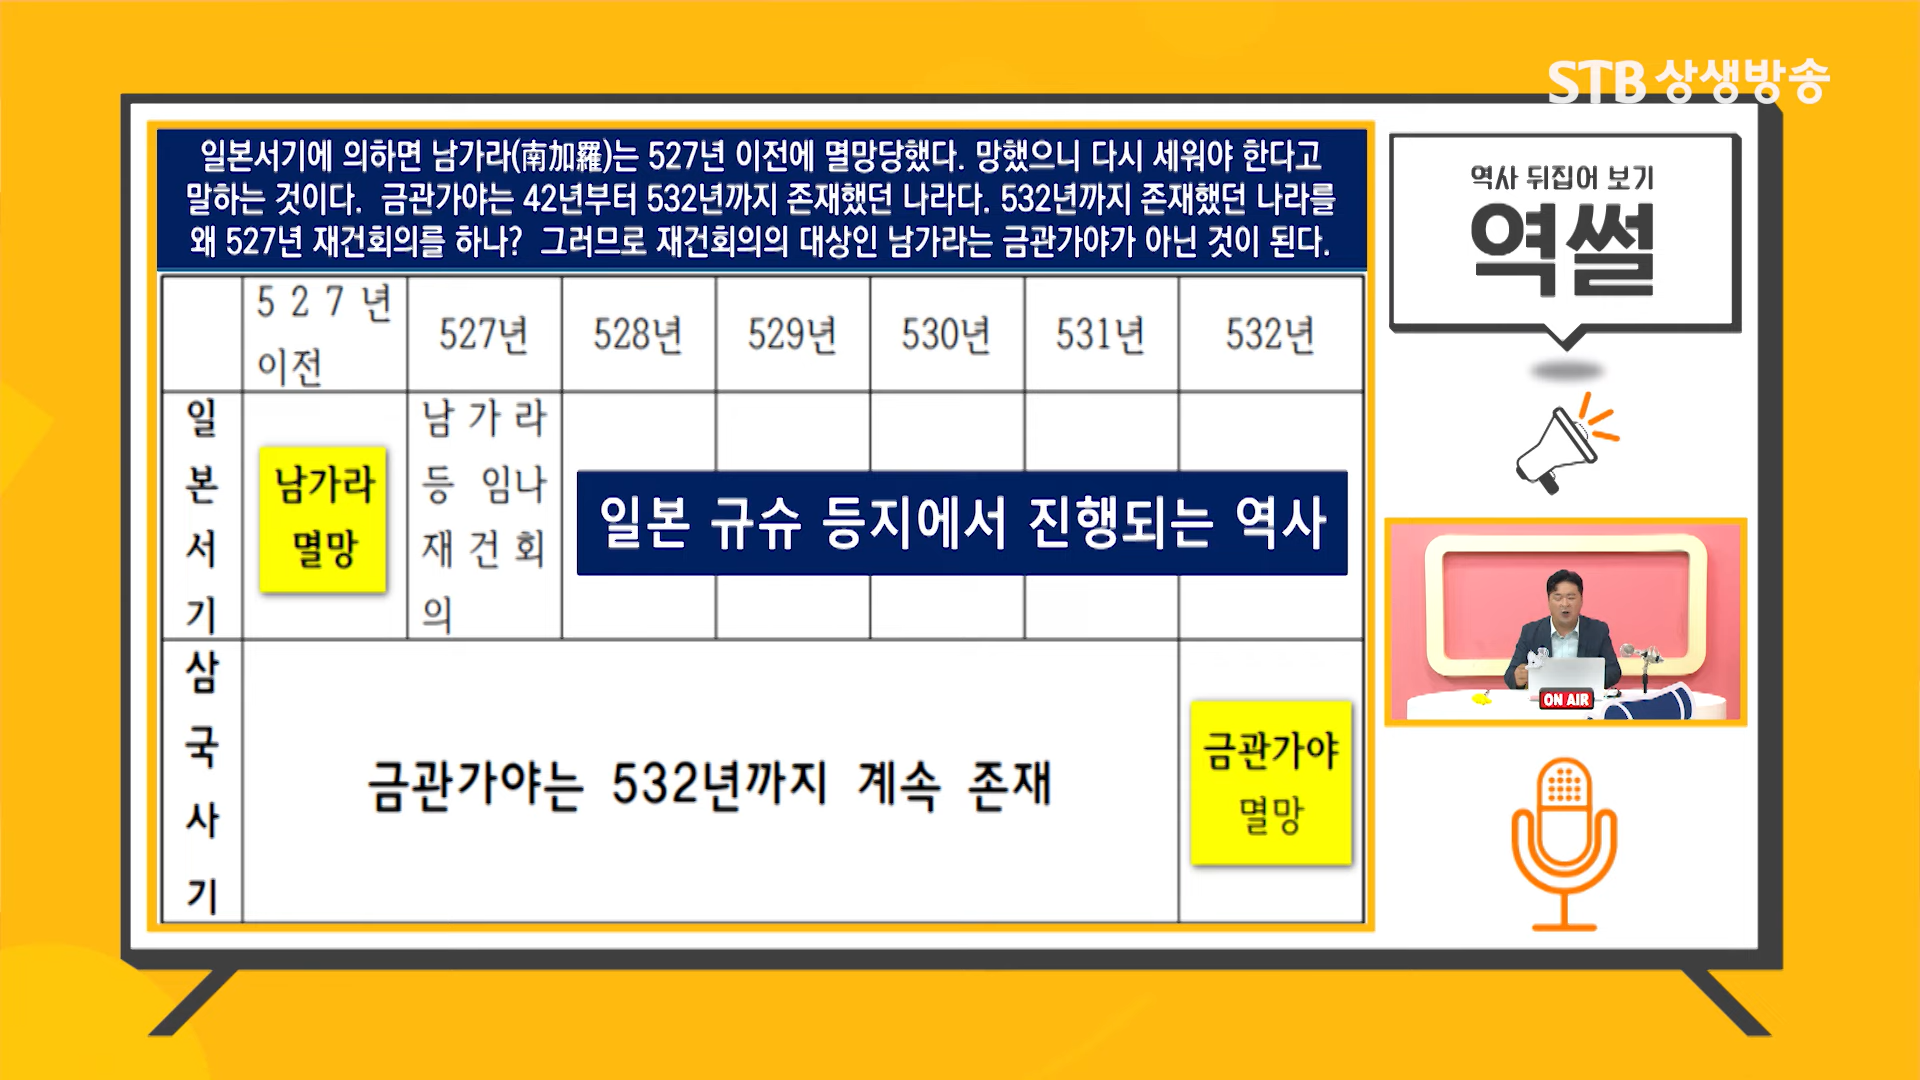 STB 상생방송
일본서기에 의하면 남가라(南加羅)는 527년 이전에 멸망당했다. 망했으니 다시 세워야 한다고
말하는 것이다. 금관가야는 42년부터 532년까지 존재했던 나라다. 532년까지 존재했던 나라를
왜 527년 재건회의를 하나? 그러므로 재건회의의 대상인 남가라는 금관가야가 아닌 것이 된다.
527년
이전
527년
528년
529년
530년
531년
532년
일
본
서
기
남가라
멸망
남가라
등 임나
재건회
의
일본 규슈 등지에서 진행되는 역사
삼
국
사
기
금관가야는 532년까지 계속 존재
금관가야
멸망
역사 뒤집어 보기
역썰
ON AIR